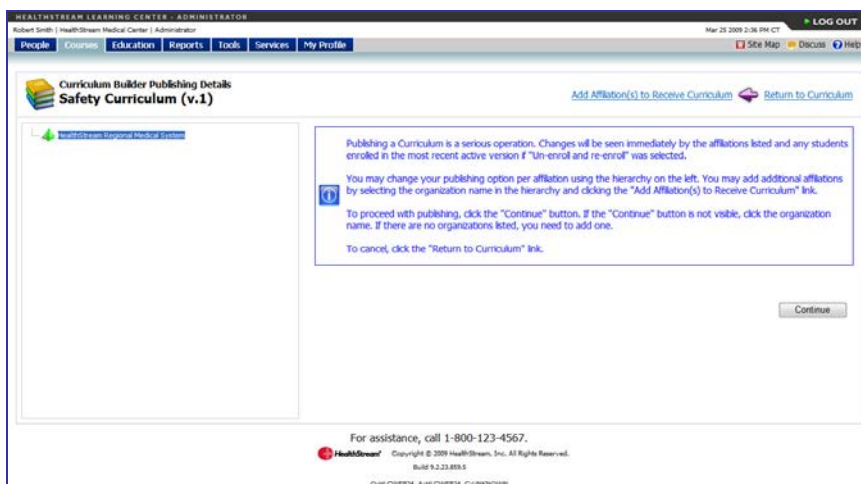 HEALTHSTREAM LEARNING CENTER - ADMINISTRATOR
LOG OUT
Robert Smith | HealthStream Medical Center | Administrator
Mar 25 2009 2:36 PM CT
People Courses Education Reports Tools Services My Profile
Site Map Discuss Help
Curriculum Builder Publishing Details
Safety Curriculum (v.1)
Add Affiliation(s) to Receive Curriculum Return to Curriculum
HealthStream Regional Medical System
Publishing a Curriculum is a serious operation. Changes will be seen immediately by the affiliations listed and any students
enrolled in the most recent active version if "Un-enroll and re-enroll" was selected.
You may change your publishing option per affiliation using the hierarchy on the left. You may add additional affiliations
by selecting the organization name in the hierarchy and clicking the "Add Affiliation(s) to Receive Curriculum" link.
To proceed with publishing, click the "Continue" button. If the "Continue" button is not visible, click the organization
name. If there are no organizations listed, you need to add one.
To cancel, click the "Return to Curriculum" link.
Continue
For assistance, call 1-800-123-4567.
HealthStream Copyright © 2009 HealthStream, Inc. All Rights Reserved.
Build 9.2.23.859.5